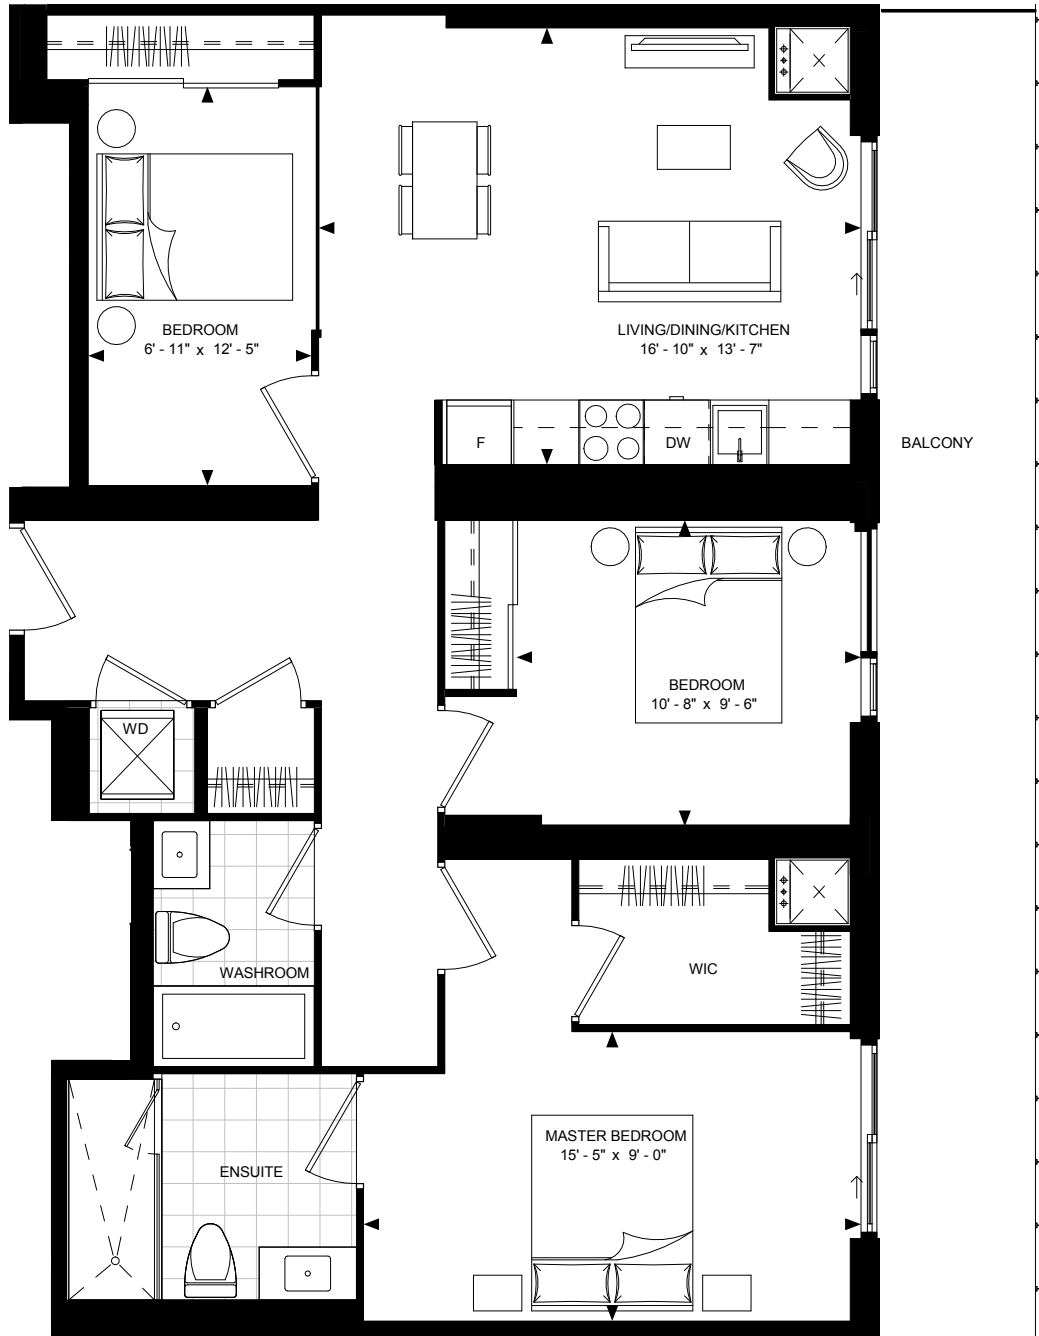 BEDROOM
6' - 11" x 12' - 5"
LIVING/DINING/KITCHEN
16' - 10" x 13' - 7"
F
DW
BALCONY
BEDROOM
10' - 8" x 9' - 6"
WD
WASHROOM
WIC
MASTER BEDROOM
15' - 5" x 9' - 0"
ENSUITE